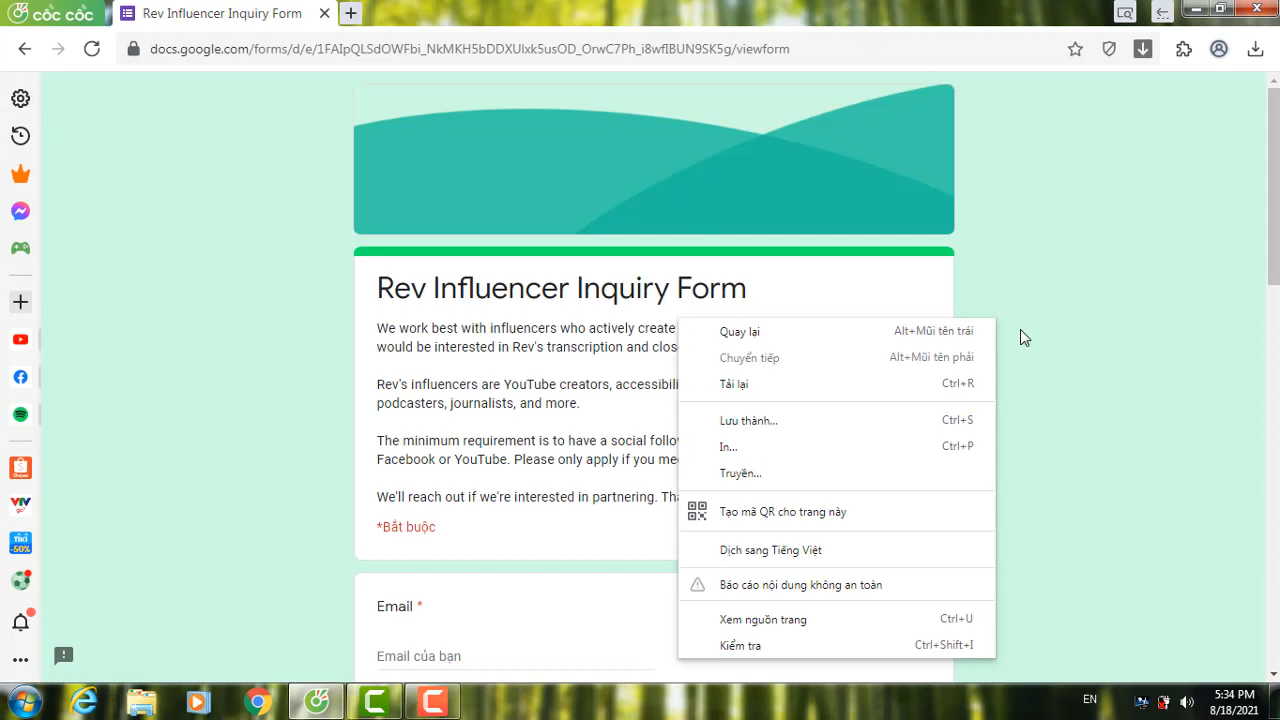 cốc cốc
Rev Influencer Inquiry Form
docs.google.com/forms/d/e/1FAIpQLSdOWFbi_NkMKH5bDDXUlxk5usOD_OrwC7Ph_i8wfIBUN9SK5g/viewform
Rev Influencer Inquiry Form
We work best with influencers who actively create
would be interested in Rev's transcription and clos
Rev's influencers are YouTube creators, accessibili
podcasters, journalists, and more.
The minimum requirement is to have a social follo
Facebook or YouTube. Please only apply if you me
We'll reach out if we're interested in partnering. Th
*Bắt buộc
Email *
Email của bạn
Quay lại Alt+Mũi tên trái
Chuyển tiếp Alt+Mũi tên phải
Tải lại Ctrl+R
Lưu thành... Ctrl+S
In... Ctrl+P
Truyền...
Tạo mã QR cho trang này
Dịch sang Tiếng Việt
Báo cáo nội dung không an toàn
Xem nguồn trang Ctrl+U
Kiểm tra Ctrl+Shift+I
VTV
go
TIKI
-50%
EN
5:34 PM
8/18/2021